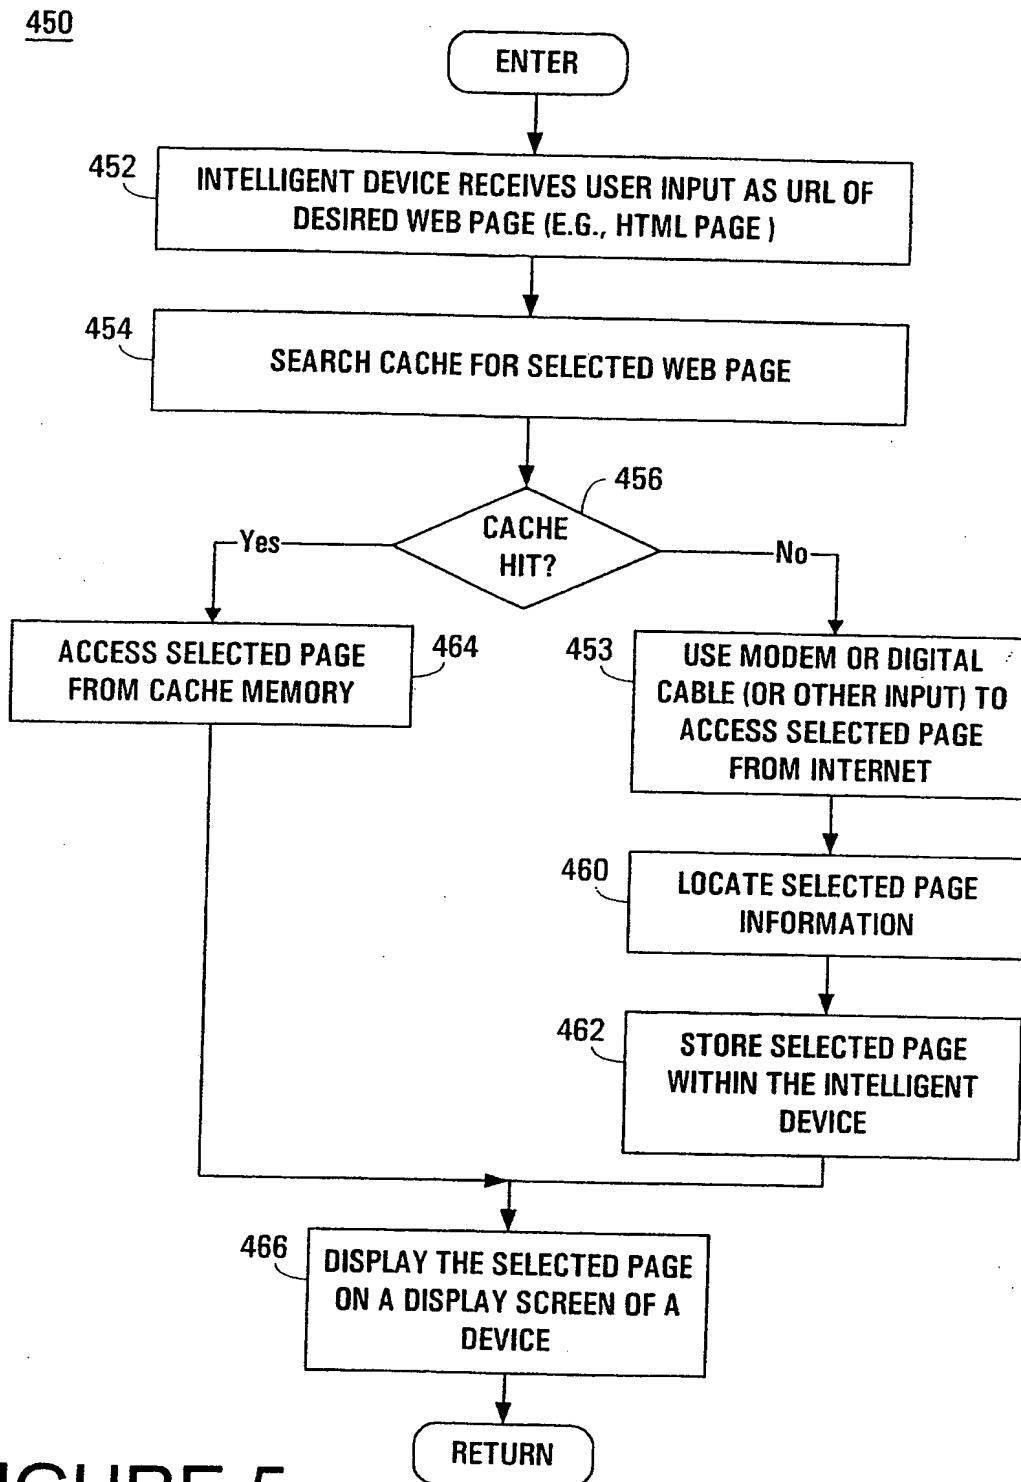 450
ENTER
452
INTELLIGENT DEVICE RECEIVES USER INPUT AS URL OF
DESIRED WEB PAGE (E.G., HTML PAGE )
454
SEARCH CACHE FOR SELECTED WEB PAGE
456
CACHE
HIT?
Yes
No
ACCESS SELECTED PAGE
FROM CACHE MEMORY
464
453
USE MODEM OR DIGITAL
CABLE (OR OTHER INPUT) TO
ACCESS SELECTED PAGE
FROM INTERNET
460
LOCATE SELECTED PAGE
INFORMATION
462
STORE SELECTED PAGE
WITHIN THE INTELLIGENT
DEVICE
466
DISPLAY THE SELECTED PAGE
ON A DISPLAY SCREEN OF A
DEVICE
RETURN
IGURE 5